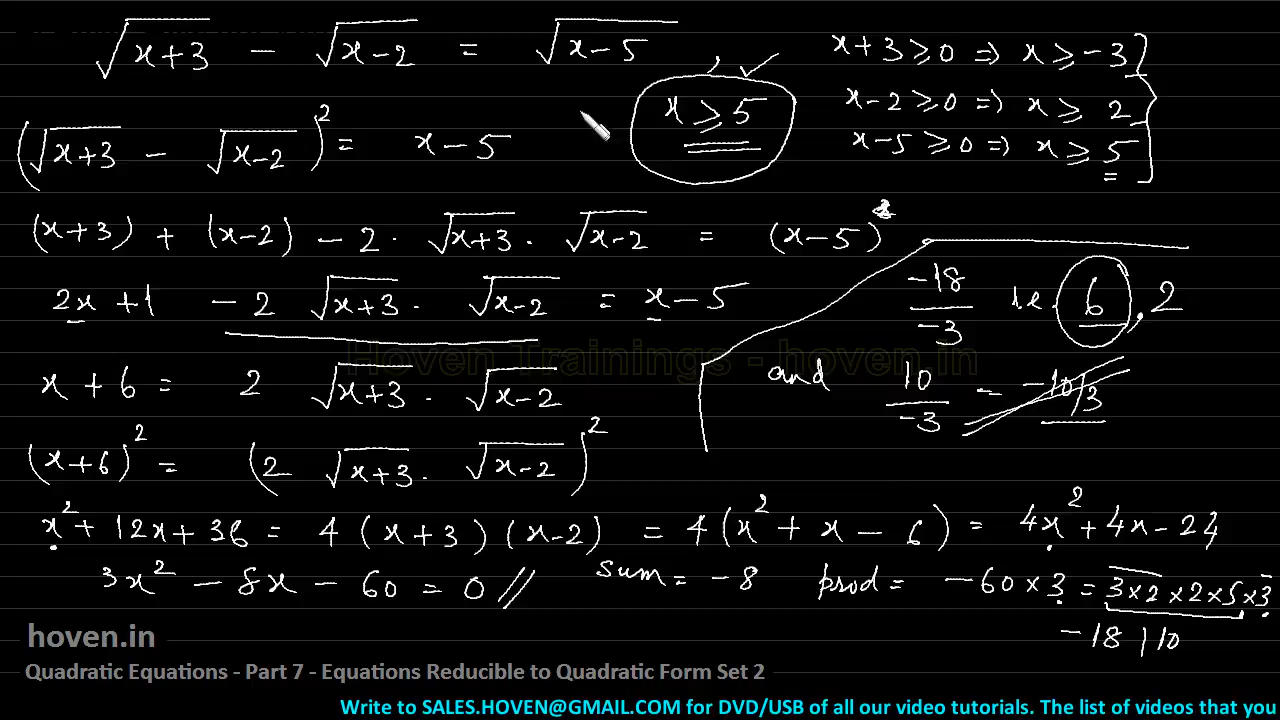 √(x+3) − √(x−2) = √(x−5)
x+3 ⩾ 0 ⇒ x ⩾ −3
, ✓
x ⩾ 5
x−2 ⩾ 0 ⇒ x ⩾ 2
x−5 ⩾ 0 ⇒ x ⩾ 5
(√(x+3) − √(x−2))² = x−5
(x+3) + (x−2) − 2 · √(x+3) · √(x−2) = (x−5)
2x + 1 − 2 √(x+3) · √(x−2) = x − 5
−18/−3 i.e. 6 , 2
Hoven Trainings - hoven.in
x + 6 = 2 √(x+3) · √(x−2)
and 10/−3 = −10/3
(x+6)² = (2 √(x+3) · √(x−2))²
x² + 12x + 36 = 4 (x+3) (x−2) = 4 (x² + x − 6) = 4x² + 4x − 24
3x² − 8x − 60 = 0 //
sum = −8 prod = −60 × 3 = 3×2×2×5×3
−18 | 10
hoven.in
Quadratic Equations - Part 7 - Equations Reducible to Quadratic Form Set 2
Write to SALES.HOVEN@GMAIL.COM for DVD/USB of all our video tutorials. The list of videos that you